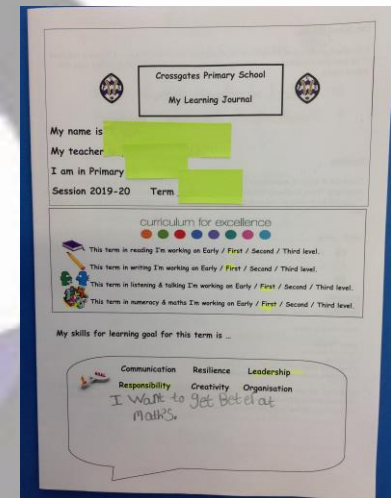 Crossgates Primary School
My Learning Journal
My name is
My teacher
I am in Primary
Session 2019-20 Term
curriculum for excellence
This term in reading I'm working on Early / First / Second / Third level.
This term in writing I'm working on Early / First / Second / Third level.
This term in listening & talking I'm working on Early / First / Second / Third level.
This term in numeracy & maths I'm working on Early / First / Second / Third level.
My skills for learning goal for this term is ...
Communication Resilience Leadership
Responsibility Creativity Organisation
I Want to get Beter at
maths.